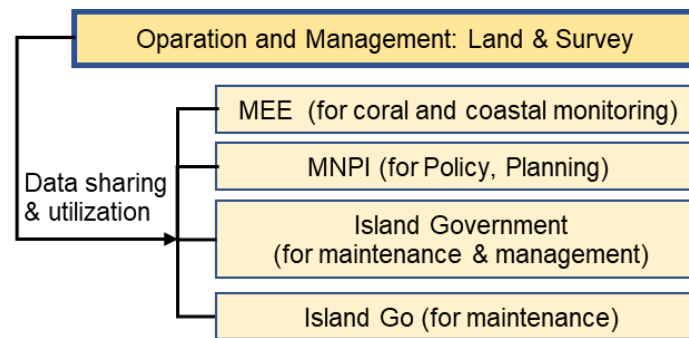 Oparation and Management: Land & Survey
MEE (for coral and coastal monitoring)
MNPI (for Policy, Planning)
Data sharing
& utilization
Island Government
(for maintenance & management)
Island Go (for maintenance)